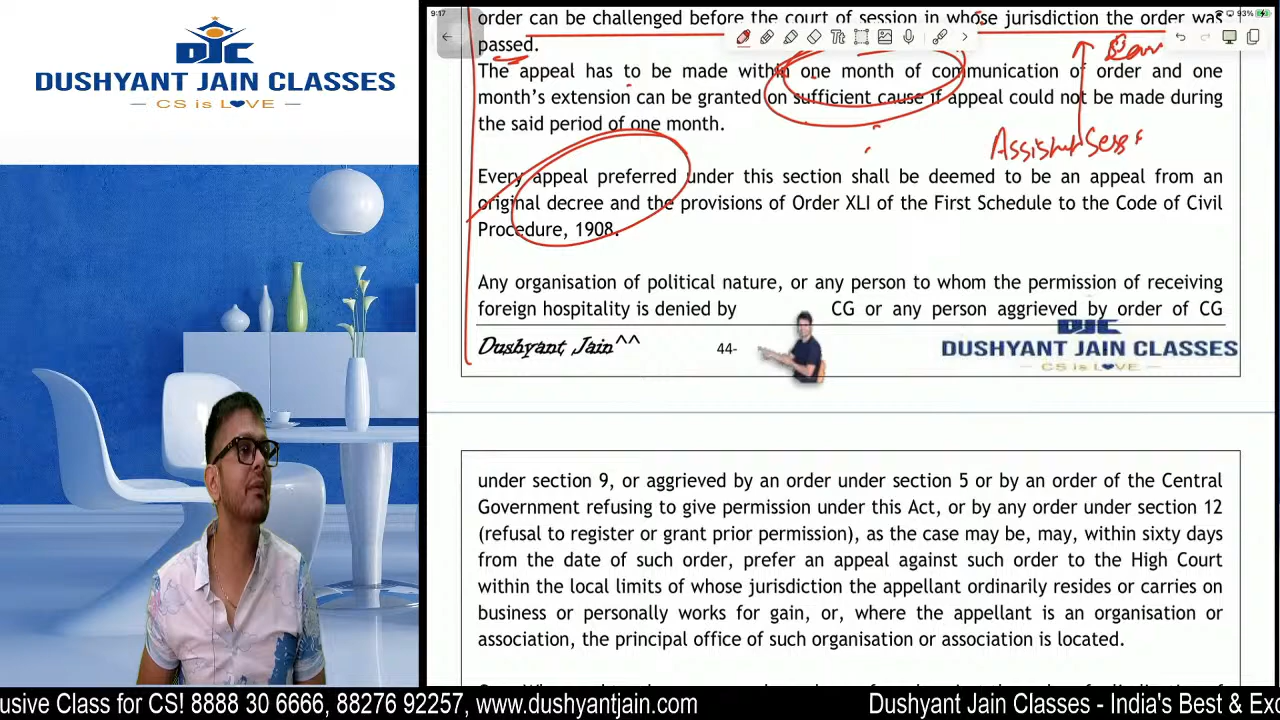 DJC
DUSHYANT JAIN CLASSES
CS is L❤VE
9:17
93%
order can be challenged before the court of session in whose jurisdiction the order was
passed.
The appeal has to be made within one month of communication of order and one
month's extension can be granted on sufficient cause if appeal could not be made during
the said period of one month.
Every appeal preferred under this section shall be deemed to be an appeal from an
original decree and the provisions of Order XLI of the First Schedule to the Code of Civil
Procedure, 1908.
Any organisation of political nature, or any person to whom the permission of receiving
foreign hospitality is denied by CG or any person aggrieved by order of CG
Dushyant Jain^^
44-
DJC
DUSHYANT JAIN CLASSES
CS is L❤VE
under section 9, or aggrieved by an order under section 5 or by an order of the Central
Government refusing to give permission under this Act, or by any order under section 12
(refusal to register or grant prior permission), as the case may be, may, within sixty days
from the date of such order, prefer an appeal against such order to the High Court
within the local limits of whose jurisdiction the appellant ordinarily resides or carries on
business or personally works for gain, or, where the appellant is an organisation or
association, the principal office of such organisation or association is located.
usive Class for CS! 8888 30 6666, 88276 92257, www.dushyantjain.com
Dushyant Jain Classes - India's Best & Exc